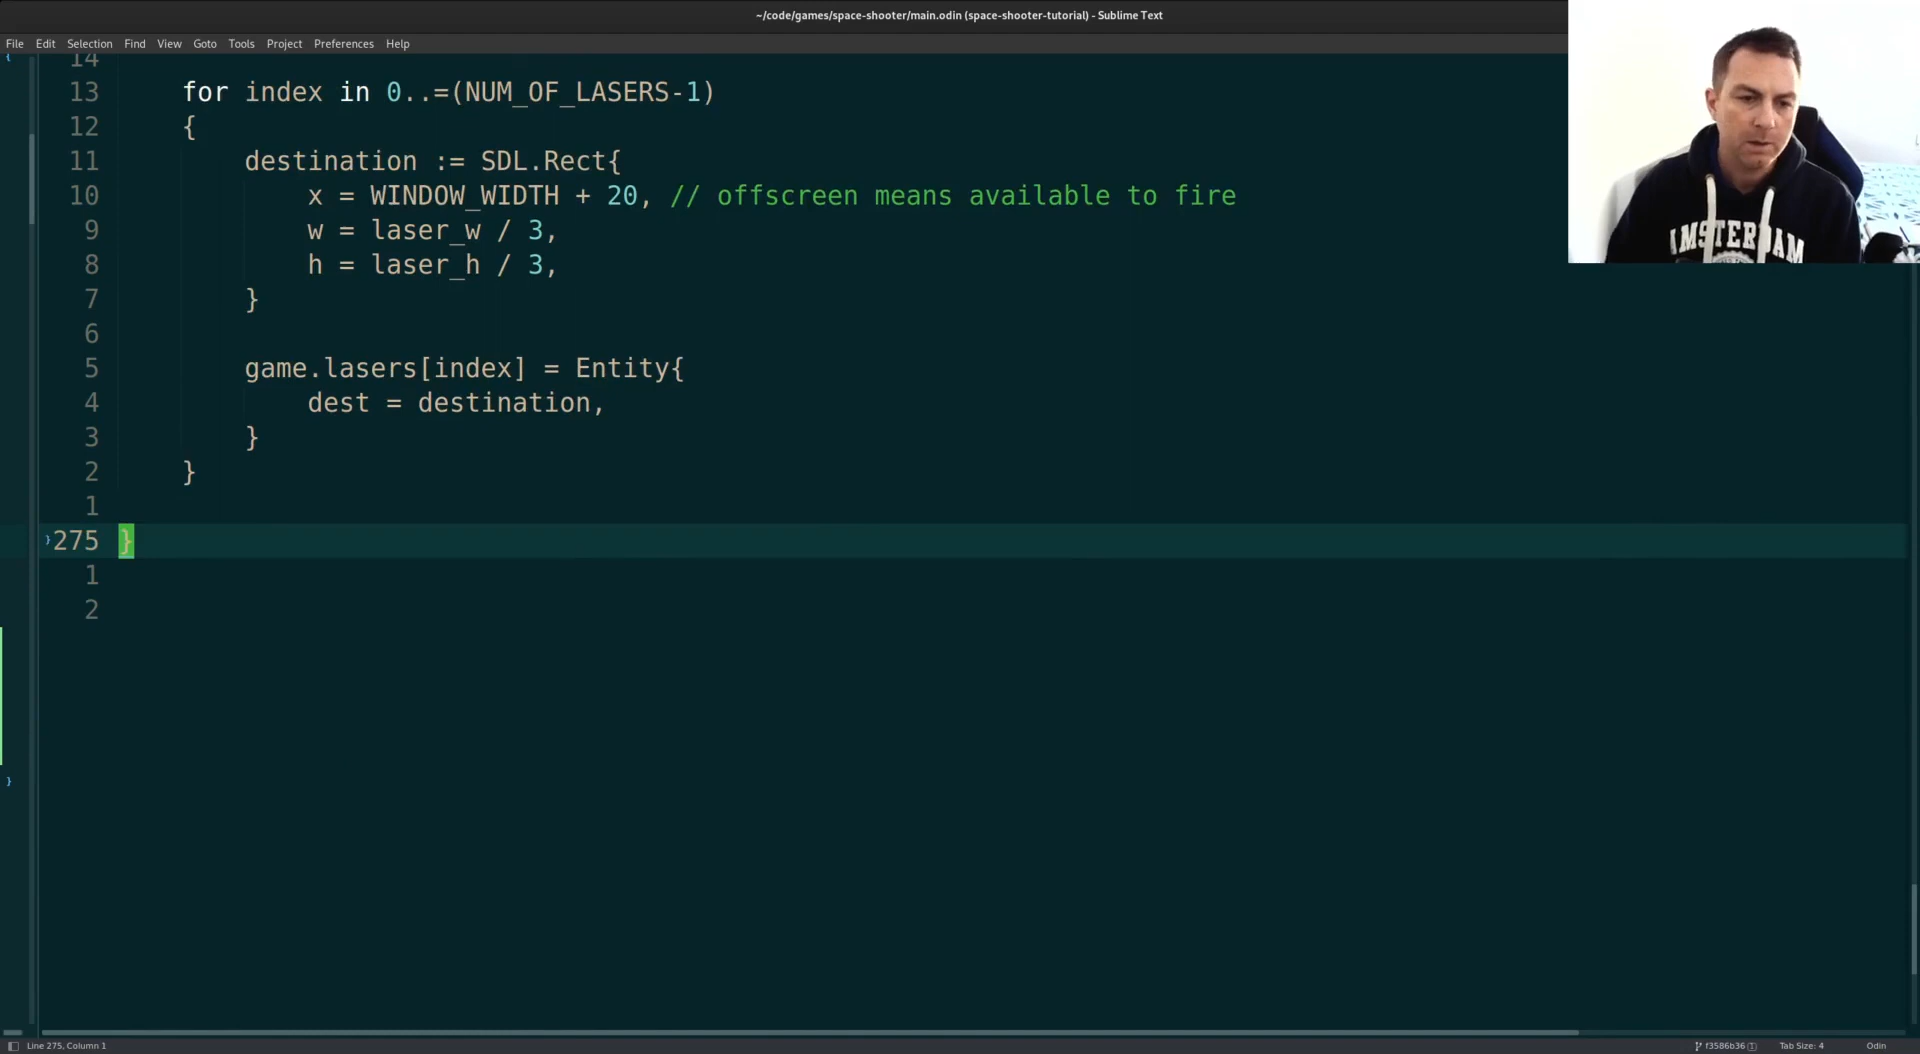 ~/code/games/space-shooter/main.odin (space-shooter-tutorial) - Sublime Text
File Edit Selection Find View Goto Tools Project Preferences Help
14
13 for index in 0..=(NUM_OF_LASERS-1)
12 {
11 destination := SDL.Rect{
10 x = WINDOW_WIDTH + 20, // offscreen means available to fire
9 w = laser_w / 3,
8 h = laser_h / 3,
7 }
6
5 game.lasers[index] = Entity{
4 dest = destination,
3 }
2 }
1
275 }
1
2
AMSTERDAM
Line 275, Column 1
f3586b36 (1) Tab Size: 4 Odin